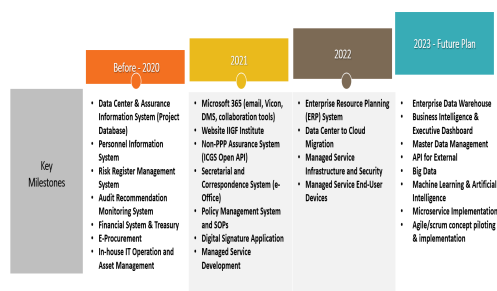 Before - 2020
2021
2022
2023 - Future Plan
Key
Milestones
• Data Center & Assurance
Information System (Project
Database)
• Personnel Information
System
• Risk Register Management
System
• Audit Recommendation
Monitoring System
• Financial System & Treasury
• E-Procurement
• In-house IT Operation and
Asset Management
• Microsoft 365 (email, Vicon,
DMS, collaboration tools)
• Website IIGF Institute
• Non-PPP Assurance System
(ICGS Open API)
• Secretarial and
Correspondence System (e-
Office)
• Policy Management System
and SOPs
• Digital Signature Application
• Managed Service
Development
• Enterprise Resource Planning
(ERP) System
• Data Center to Cloud
Migration
• Managed Service
Infrastructure and Security
• Managed Service End-User
Devices
• Enterprise Data Warehouse
• Business Intelligence &
Executive Dashboard
• Master Data Management
• API for External
• Big Data
• Machine Learning & Artificial
Intelligence
• Microservice Implementation
• Agile/scrum concept piloting
& implementation